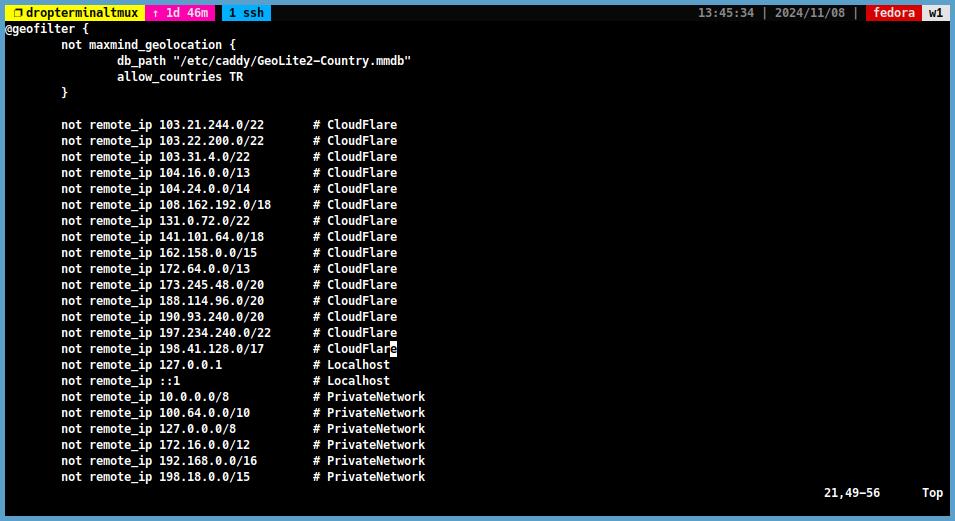 dropterminaltmux ↑ 1d 46m 1 ssh 13:45:34 | 2024/11/08 | fedora w1
@geofilter {
not maxmind_geolocation {
db_path "/etc/caddy/GeoLite2-Country.mmdb"
allow_countries TR
}
not remote_ip 103.21.244.0/22 # CloudFlare
not remote_ip 103.22.200.0/22 # CloudFlare
not remote_ip 103.31.4.0/22 # CloudFlare
not remote_ip 104.16.0.0/13 # CloudFlare
not remote_ip 104.24.0.0/14 # CloudFlare
not remote_ip 108.162.192.0/18 # CloudFlare
not remote_ip 131.0.72.0/22 # CloudFlare
not remote_ip 141.101.64.0/18 # CloudFlare
not remote_ip 162.158.0.0/15 # CloudFlare
not remote_ip 172.64.0.0/13 # CloudFlare
not remote_ip 173.245.48.0/20 # CloudFlare
not remote_ip 188.114.96.0/20 # CloudFlare
not remote_ip 190.93.240.0/20 # CloudFlare
not remote_ip 197.234.240.0/22 # CloudFlare
not remote_ip 198.41.128.0/17 # CloudFlare
not remote_ip 127.0.0.1 # Localhost
not remote_ip ::1 # Localhost
not remote_ip 10.0.0.0/8 # PrivateNetwork
not remote_ip 100.64.0.0/10 # PrivateNetwork
not remote_ip 127.0.0.0/8 # PrivateNetwork
not remote_ip 172.16.0.0/12 # PrivateNetwork
not remote_ip 192.168.0.0/16 # PrivateNetwork
not remote_ip 198.18.0.0/15 # PrivateNetwork
21,49-56 Top